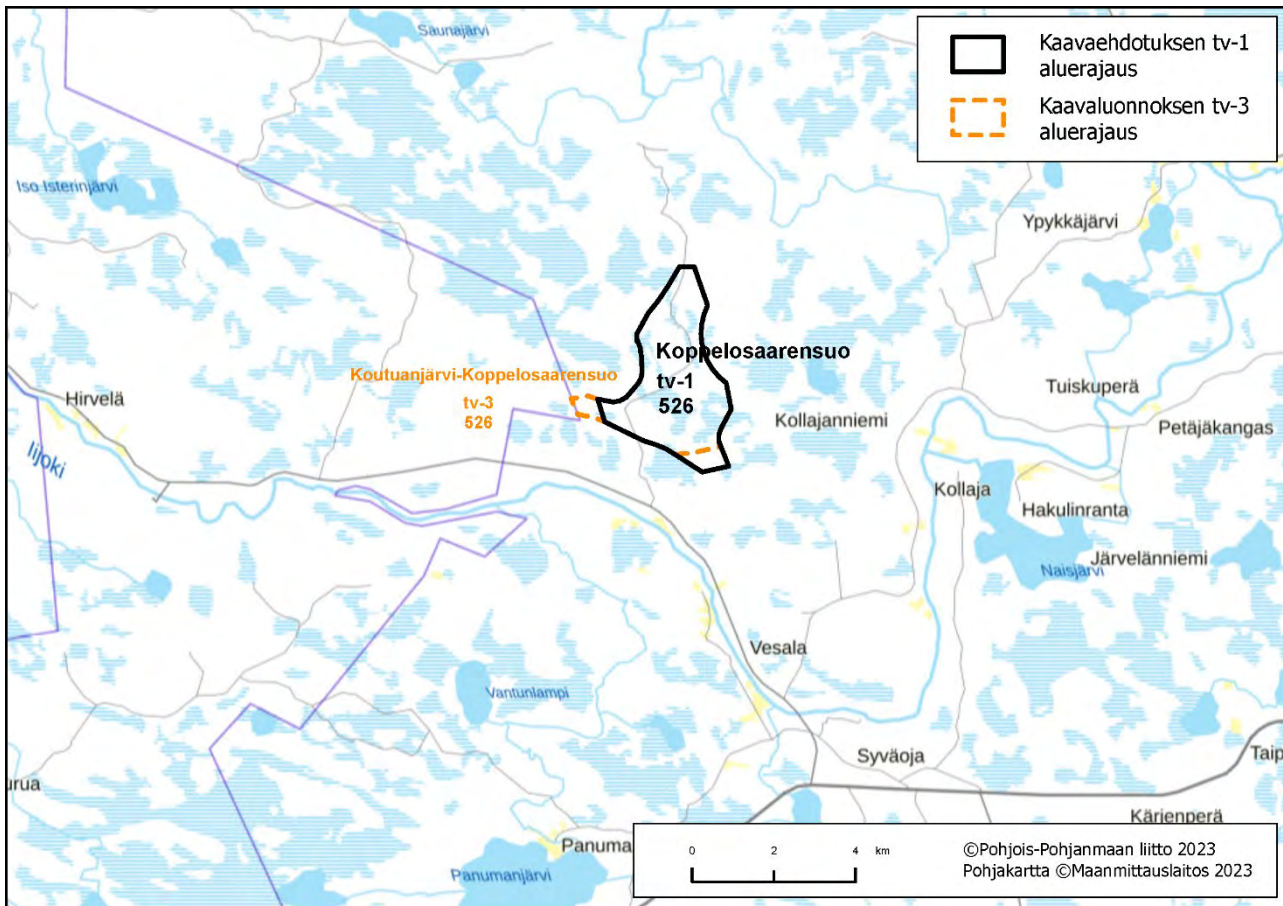 Saunajärvi
Kaavaehdotuksen tv-1
aluerajaus
Kaavaluonnoksen tv-3
aluerajaus
Iso Isterinjärvi
Ypykkäjärvi
Koppelosaarensuo
tv-1
526
Koutuanjärvi-Koppelosaarensuo
tv-3
526
Hirvelä
Iijoki
Tuiskuperä
Kollajanniemi
Petäjäkangas
Kollaja
Hakulinranta
Järvelänniemi
Naisjärvi
Vesala
Vantunlampi
Syväoja
Taip
urua
Kärjenperä
Panuma
Panumanjärvi
0 2 4 km
©Pohjois-Pohjanmaan liitto 2023
Pohjakartta ©Maanmittauslaitos 2023